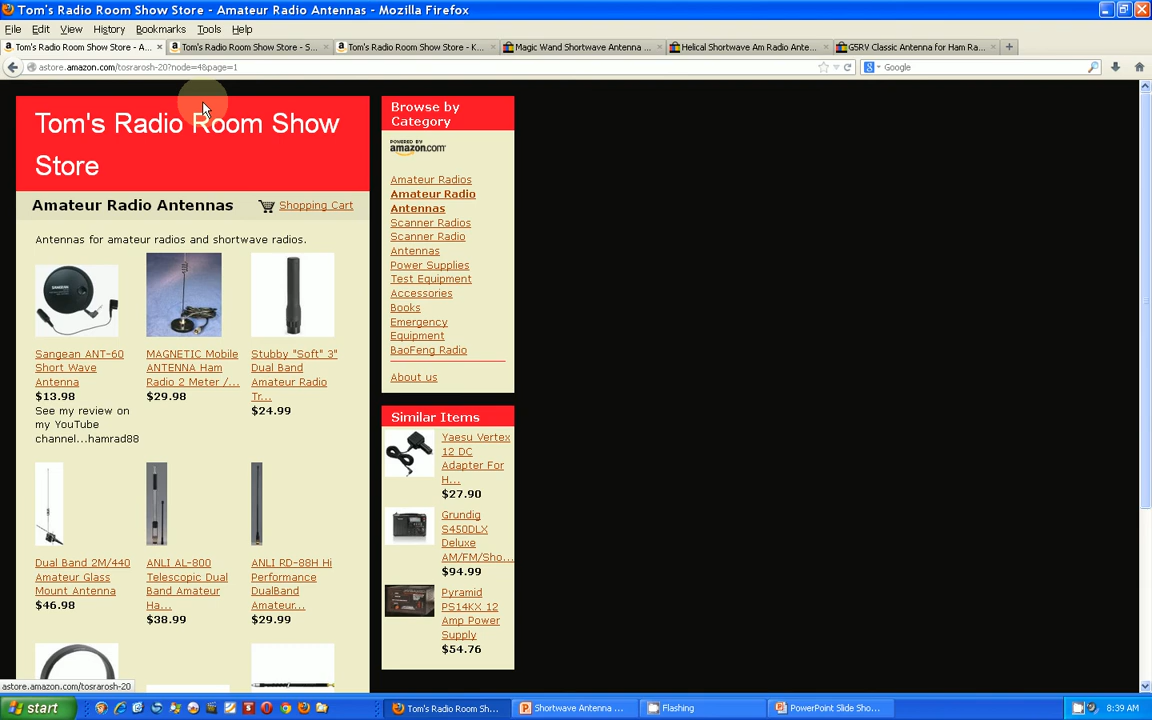 Tom's Radio Room Show Store - Amateur Radio Antennas - Mozilla Firefox
File Edit View History Bookmarks Tools Help
Tom's Radio Room Show Store - A...
Tom's Radio Room Show Store - S...
Tom's Radio Room Show Store - K...
Magic Wand Shortwave Antenna ...
Helical Shortwave Am Radio Ante...
G5RV Classic Antenna for Ham Ra...
astore.amazon.com/tosrarosh-20?node=4&page=1
Google
Tom's Radio Room Show
Store
Amateur Radio Antennas
Shopping Cart
Antennas for amateur radios and shortwave radios.
Sangean ANT-60
Short Wave
Antenna
$13.98
See my review on
my YouTube
channel...hamrad88
MAGNETIC Mobile
ANTENNA Ham
Radio 2 Meter /...
$29.98
Stubby "Soft" 3"
Dual Band
Amateur Radio
Tr...
$24.99
Dual Band 2M/440
Amateur Glass
Mount Antenna
$46.98
ANLI AL-800
Telescopic Dual
Band Amateur
Ha...
$38.99
ANLI RD-88H Hi
Performance
DualBand
Amateur...
$29.99
Browse by
Category
POWERED BY
amazon.com
Amateur Radios
Amateur Radio
Antennas
Scanner Radios
Scanner Radio
Antennas
Power Supplies
Test Equipment
Accessories
Books
Emergency
Equipment
BaoFeng Radio
About us
Similar Items
Yaesu Vertex
12 DC
Adapter For
H...
$27.90
Grundig
S450DLX
Deluxe
AM/FM/Sho...
$94.99
Pyramid
PS14KX 12
Amp Power
Supply
$54.76
astore.amazon.com/tosrarosh-20
start
Tom's Radio Room Sh...
Shortwave Antenna ...
Flashing
PowerPoint Slide Sho...
8:39 AM